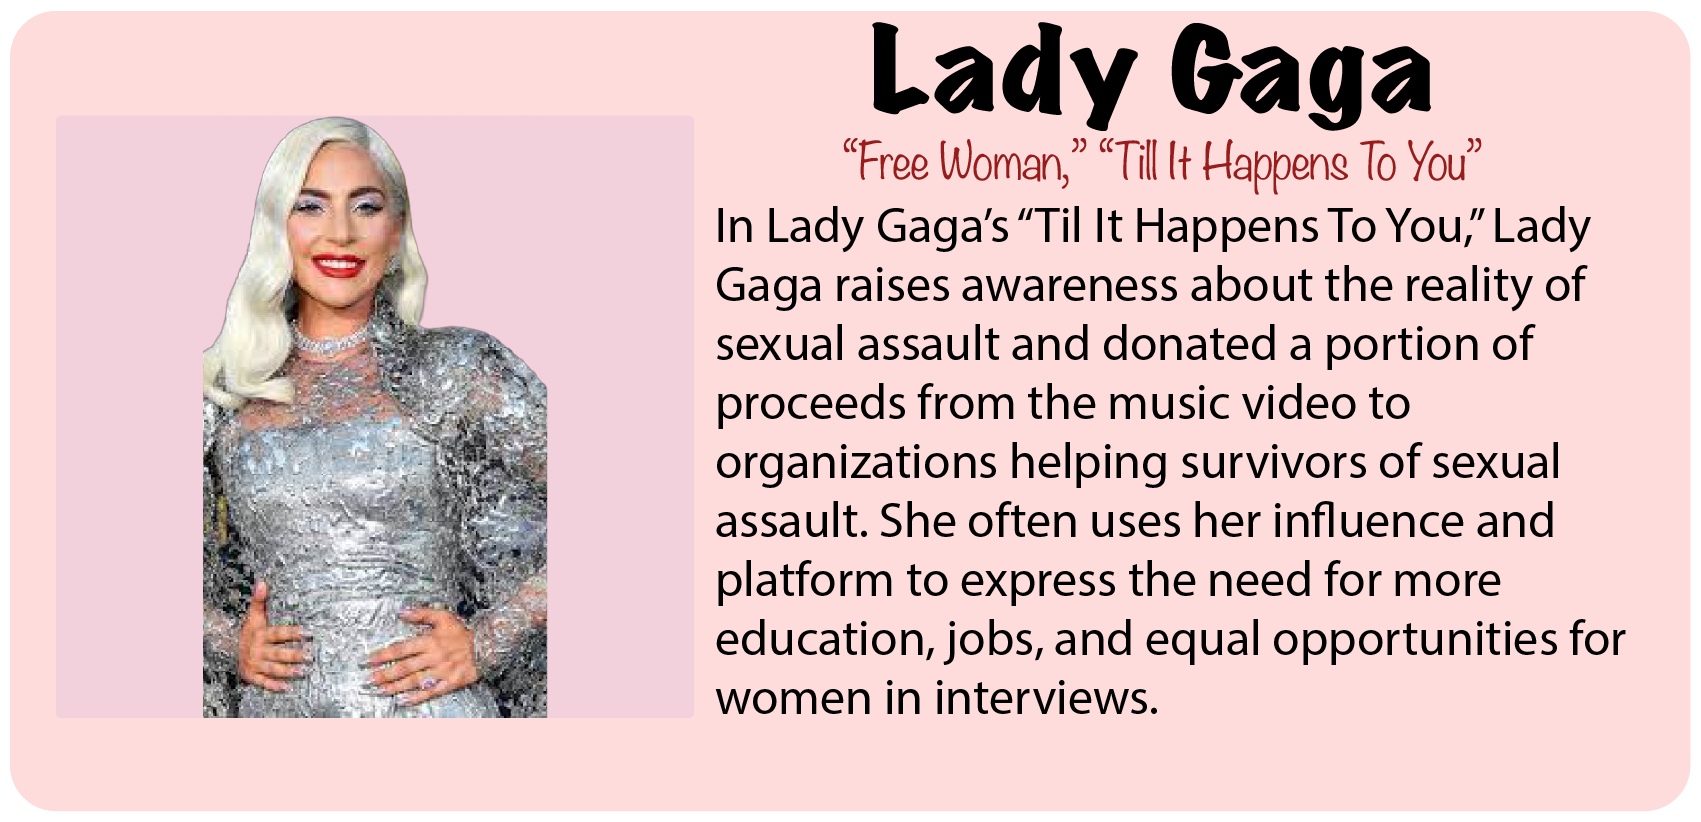 Lady Gaga
“Free Woman,” “Till It Happens To You”
In Lady Gaga’s “Til It Happens To You,” Lady
Gaga raises awareness about the reality of
sexual assault and donated a portion of
proceeds from the music video to
organizations helping survivors of sexual
assault. She often uses her influence and
platform to express the need for more
education, jobs, and equal opportunities for
women in interviews.